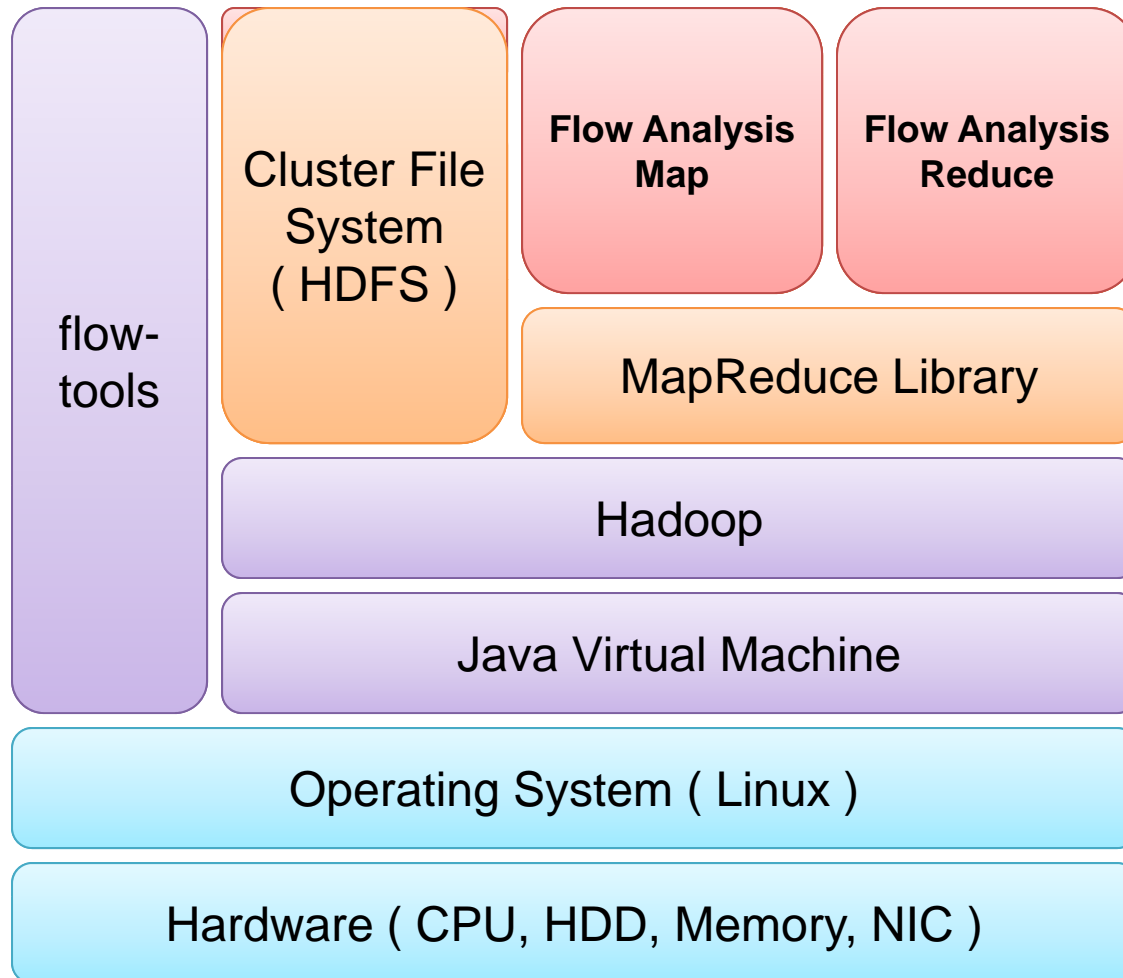 flow-
tools
Cluster File
System
( HDFS )
Flow Analysis
Map
Flow Analysis
Reduce
MapReduce Library
Hadoop
Java Virtual Machine
Operating System ( Linux )
Hardware ( CPU, HDD, Memory, NIC )